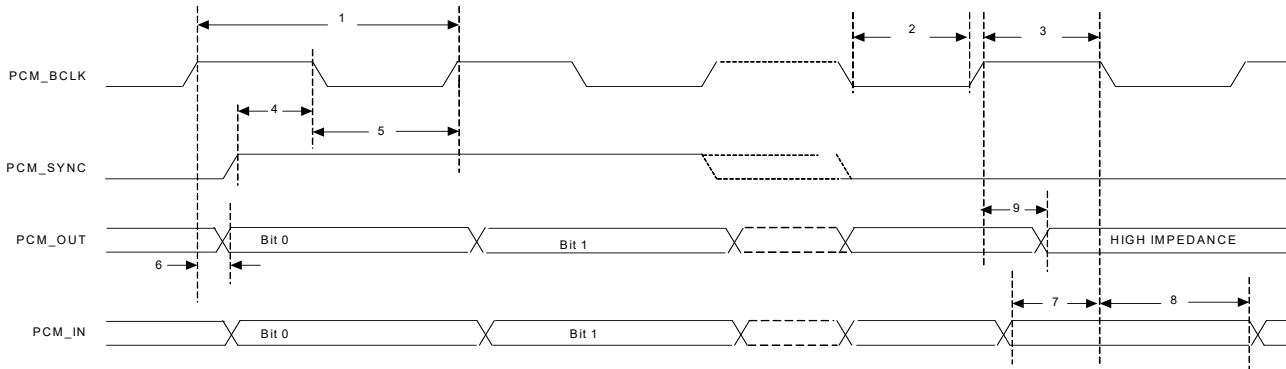 1
2
3
PCM_BCLK
4
5
PCM_SYNC
9
PCM_OUT
Bit 0
Bit 1
HIGH IMPEDANCE
6
7
8
PCM_IN
Bit 0
Bit 1